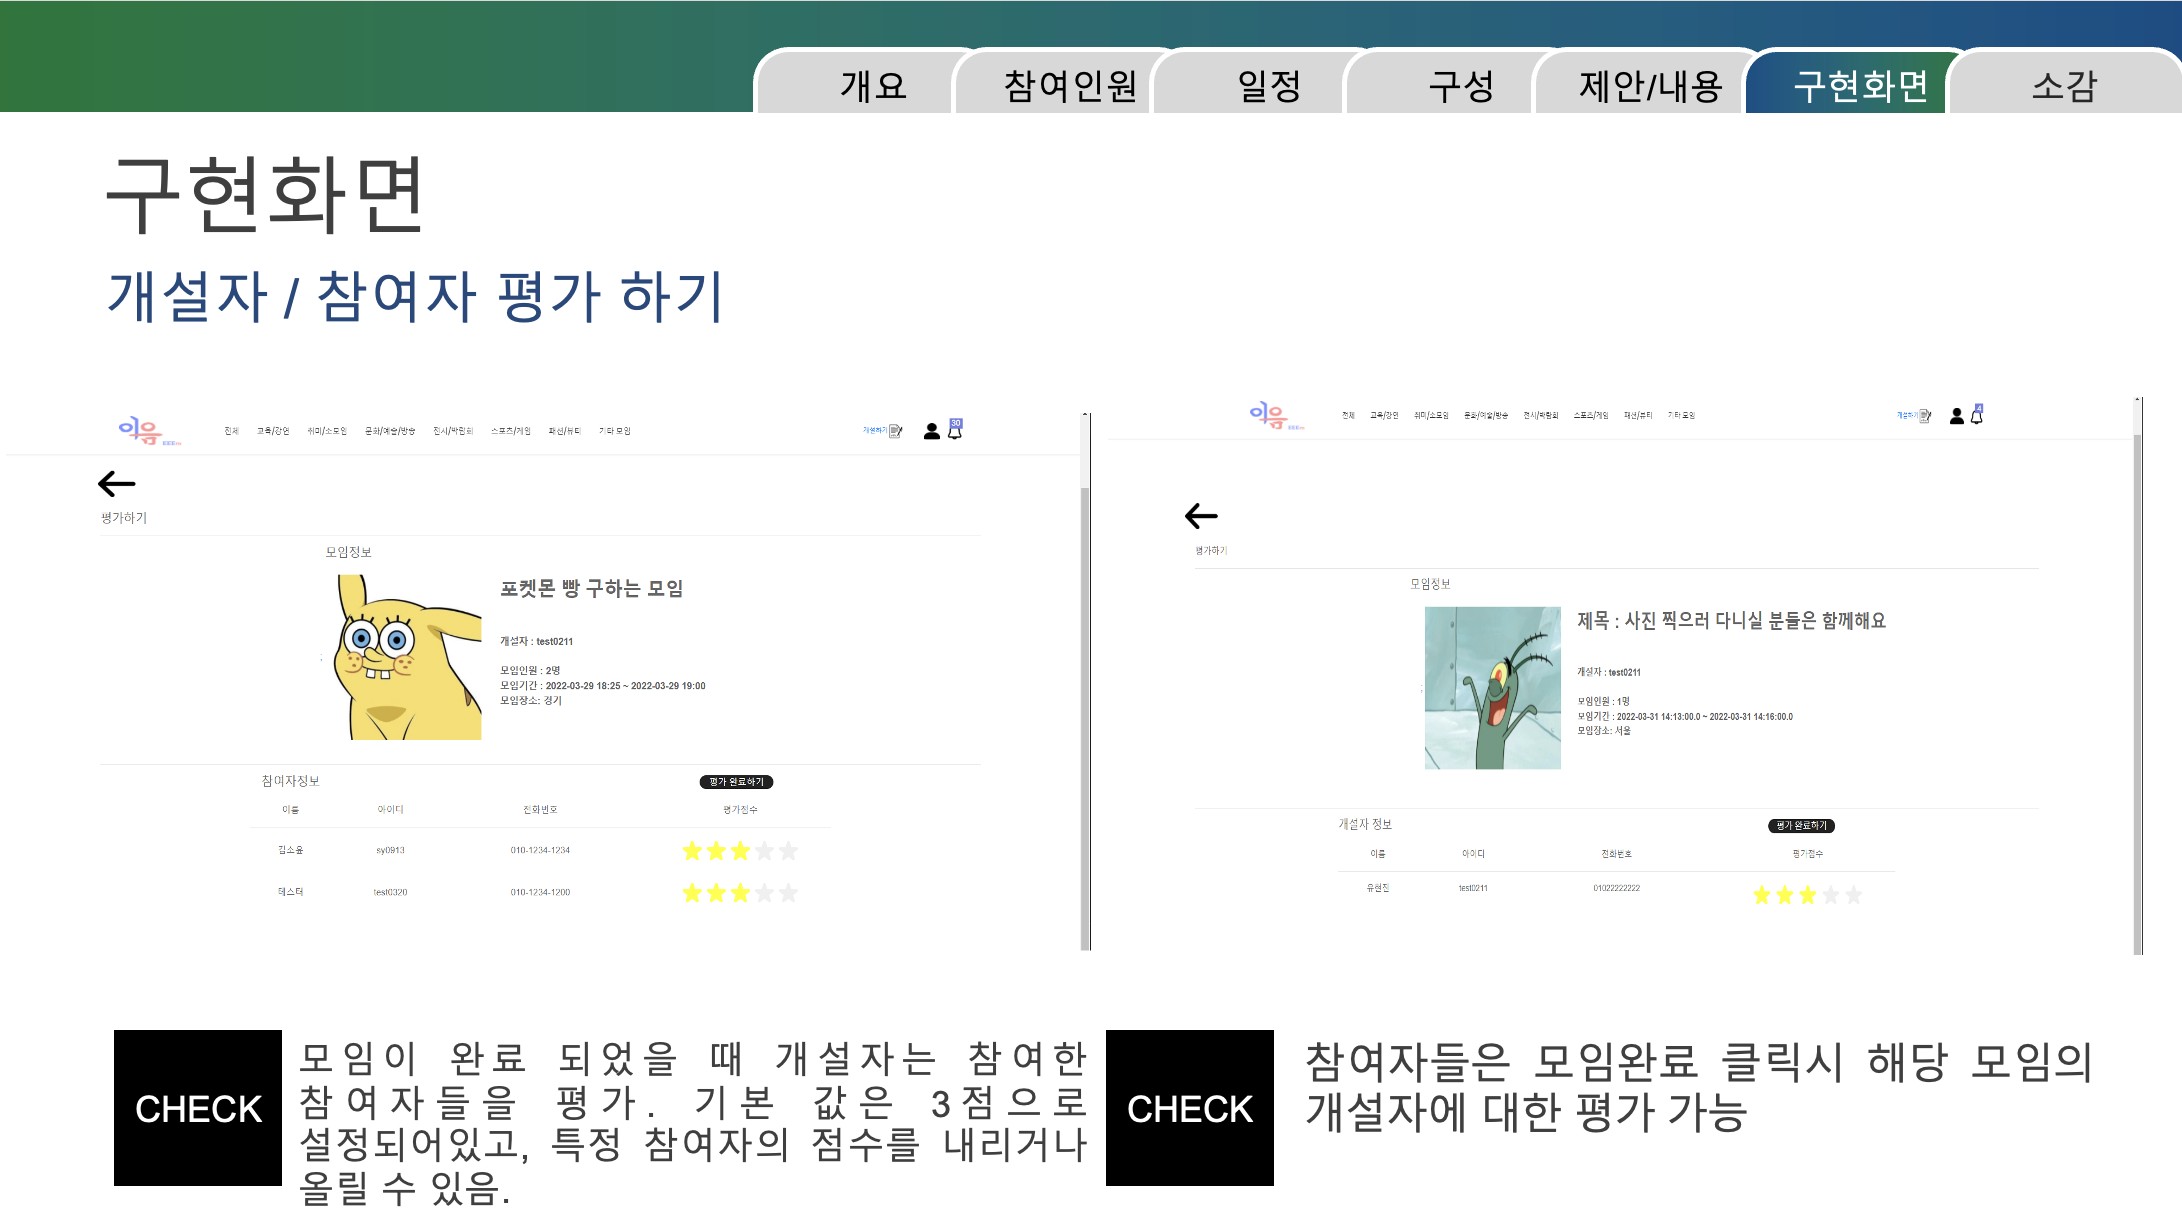 개요 참여인원 일정 구성 제안/내용 구현화면 소감
구현화면
개설자 / 참여자 평가 하기
이음
전체 교육/강연 취미/소모임 문화/예술/방송 전시/박람회 스포츠/게임 패션/뷰티 기타 모임 개설하기 30
평가하기
모임정보
포켓몬 빵 구하는 모임
개설자 : test0211
모임인원 : 2명
모임기간 : 2022-03-29 18:25 ~ 2022-03-29 19:00
모임장소: 경기
참여자정보 평가 완료하기
이름 아이디 전화번호 평가점수
김소윤 sy0913 010-1234-1234
테스터 test0320 010-1234-1200
이음
전체 교육/강연 취미/소모임 문화/예술/방송 전시/박람회 스포츠/게임 패션/뷰티 기타 모임 개설하기 4
평가하기
모임정보
제목 : 사진 찍으러 다니실 분들은 함께해요
개설자 : test0211
모임인원 : 1명
모임기간 : 2022-03-31 14:13:00.0 ~ 2022-03-31 14:16:00.0
모임장소: 서울
개설자 정보 평가 완료하기
이름 아이디 전화번호 평가점수
유현진 test0211 01022222222
CHECK
모임이 완료 되었을 때 개설자는 참여한
참여자들을 평가. 기본 값은 3점으로
설정되어있고, 특정 참여자의 점수를 내리거나
올릴 수 있음.
CHECK
참여자들은 모임완료 클릭시 해당 모임의
개설자에 대한 평가 가능